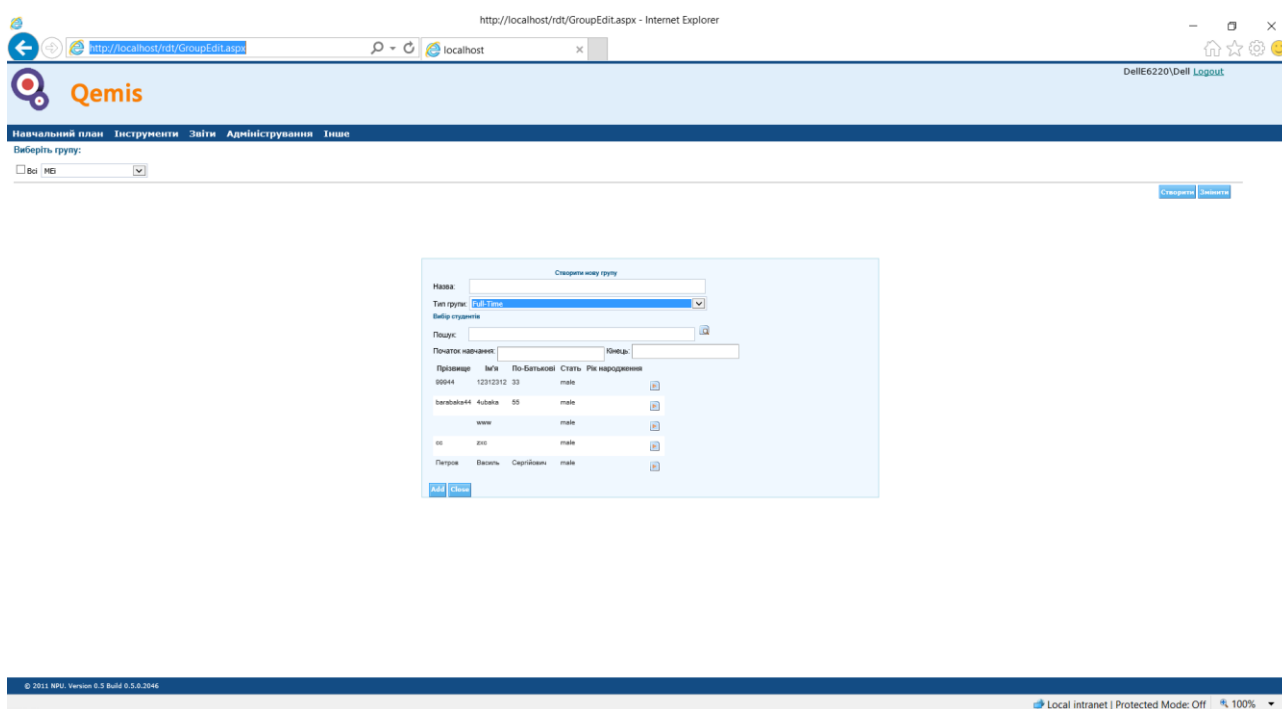 http://localhost/rdt/GroupEdit.aspx - Internet Explorer
http://localhost/rdt/GroupEdit.aspx localhost
DellE6220\Dell Logout
Qemis
Навчальний план Інструменти Звіти Адміністрування Інше
Виберіть групу:
Всі МЕі
Створити Змінити
Створити нову групу
Назва:
Тип групи: Full-Time
Вибір студентів
Пошук:
Початок навчання: Кінець:
Прізвище Ім'я По-Батькові Стать Рік народження
99944 12312312 33 male
barabaka44 4ubaka 55 male
www male
cc zxc male
Петров Василь Сергійович male
Add Close
© 2011 NPU. Version 0.5 Build 0.5.0.2046
Local intranet | Protected Mode: Off 100%